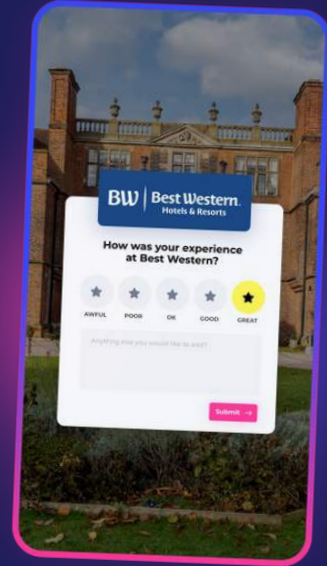 BW Best Western.
Hotels & Resorts
How was your experience
at Best Western?
AWFUL POOR OK GOOD GREAT
Anything else you would like to add?
Submit →